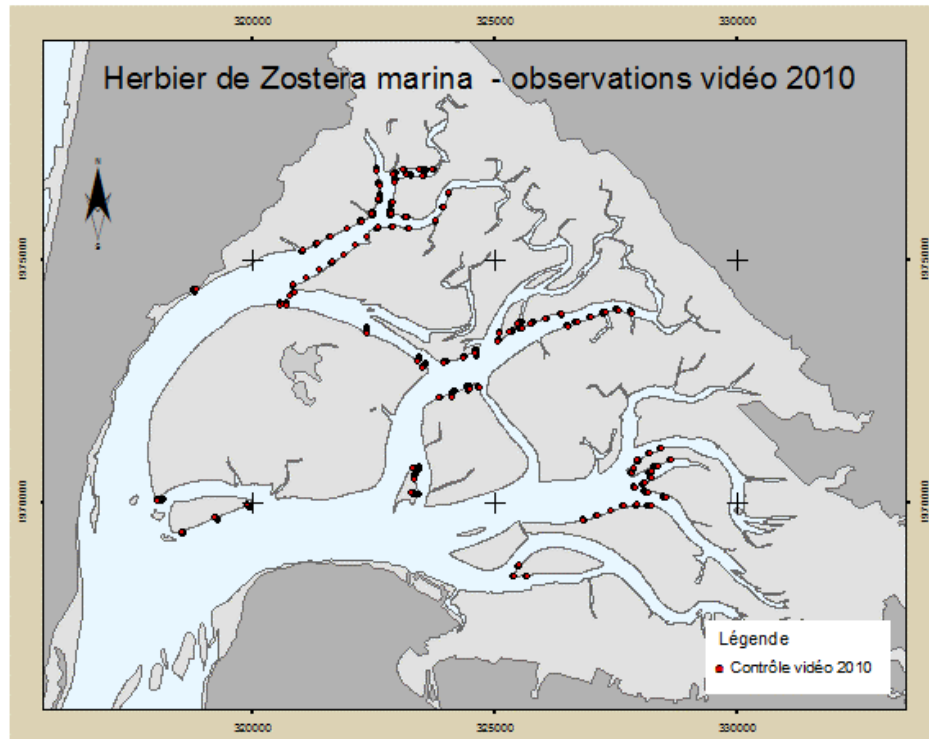 320000 325000 330000
Herbier de Zostera marina - observations vidéo 2010
N
S
1975000 1975000
1970000 1970000
Légende
Contrôle vidéo 2010
320000 325000 330000